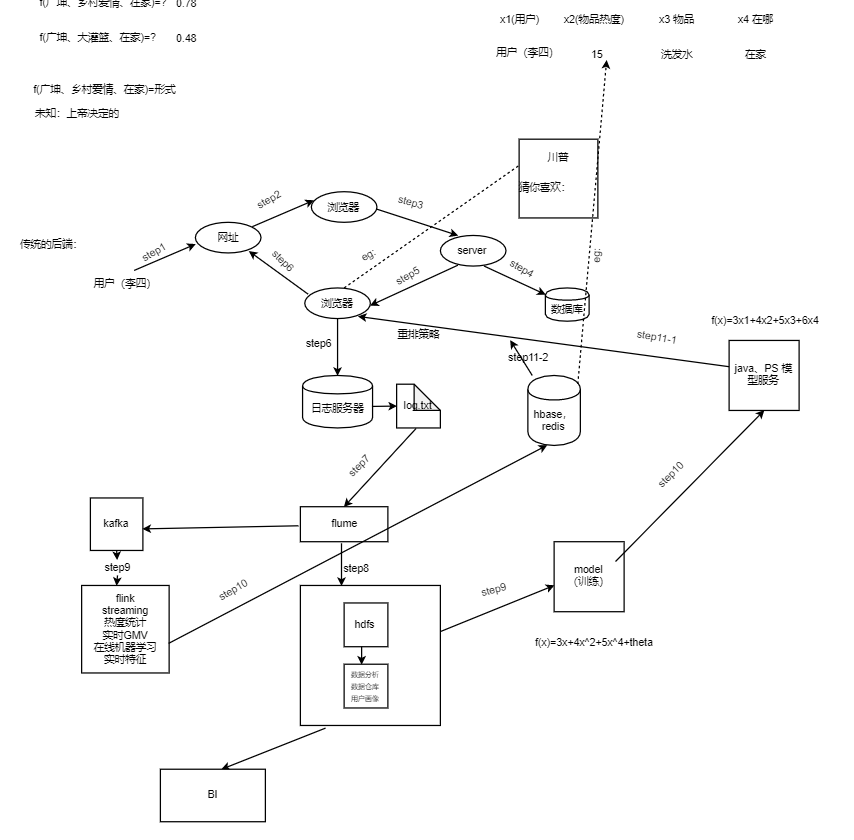 f(广坤、乡村爱情、在家)=? 0.78
f(广坤、大灌篮、在家)=? 0.48
f(广坤、乡村爱情、在家)=形式
未知：上帝决定的
x1(用户) x2(物品热度) x3 物品 x4 在哪
用户（李四） 15 洗发水 在家
川普
猜你喜欢：
传统的后端：
用户（李四）
step1
网址
step2
浏览器
step3
server
step4
数据库
step5
浏览器
step6
eg:
eg:
step6
重排策略
step11-1
step11-2
f(x)=3x1+4x2+5x3+6x4
java、PS 模
型服务
日志服务器
log.txt
hbase，
redis
step7
step10
kafka
flume
step9
step8
step10
flink
streaming
热度统计
实时GMV
在线机器学习
实时特征
hdfs
数据分析
数据仓库
用户画像
step9
model
（训练）
f(x)=3x+4x^2+5x^4+theta
BI